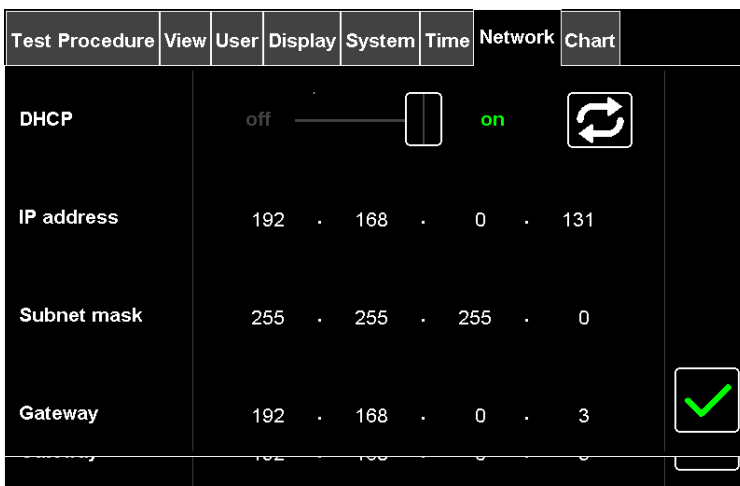 Test Procedure View User Display System Time Network Chart
DHCP off on
IP address 192 . 168 . 0 . 131
Subnet mask 255 . 255 . 255 . 0
Gateway 192 . 168 . 0 . 3